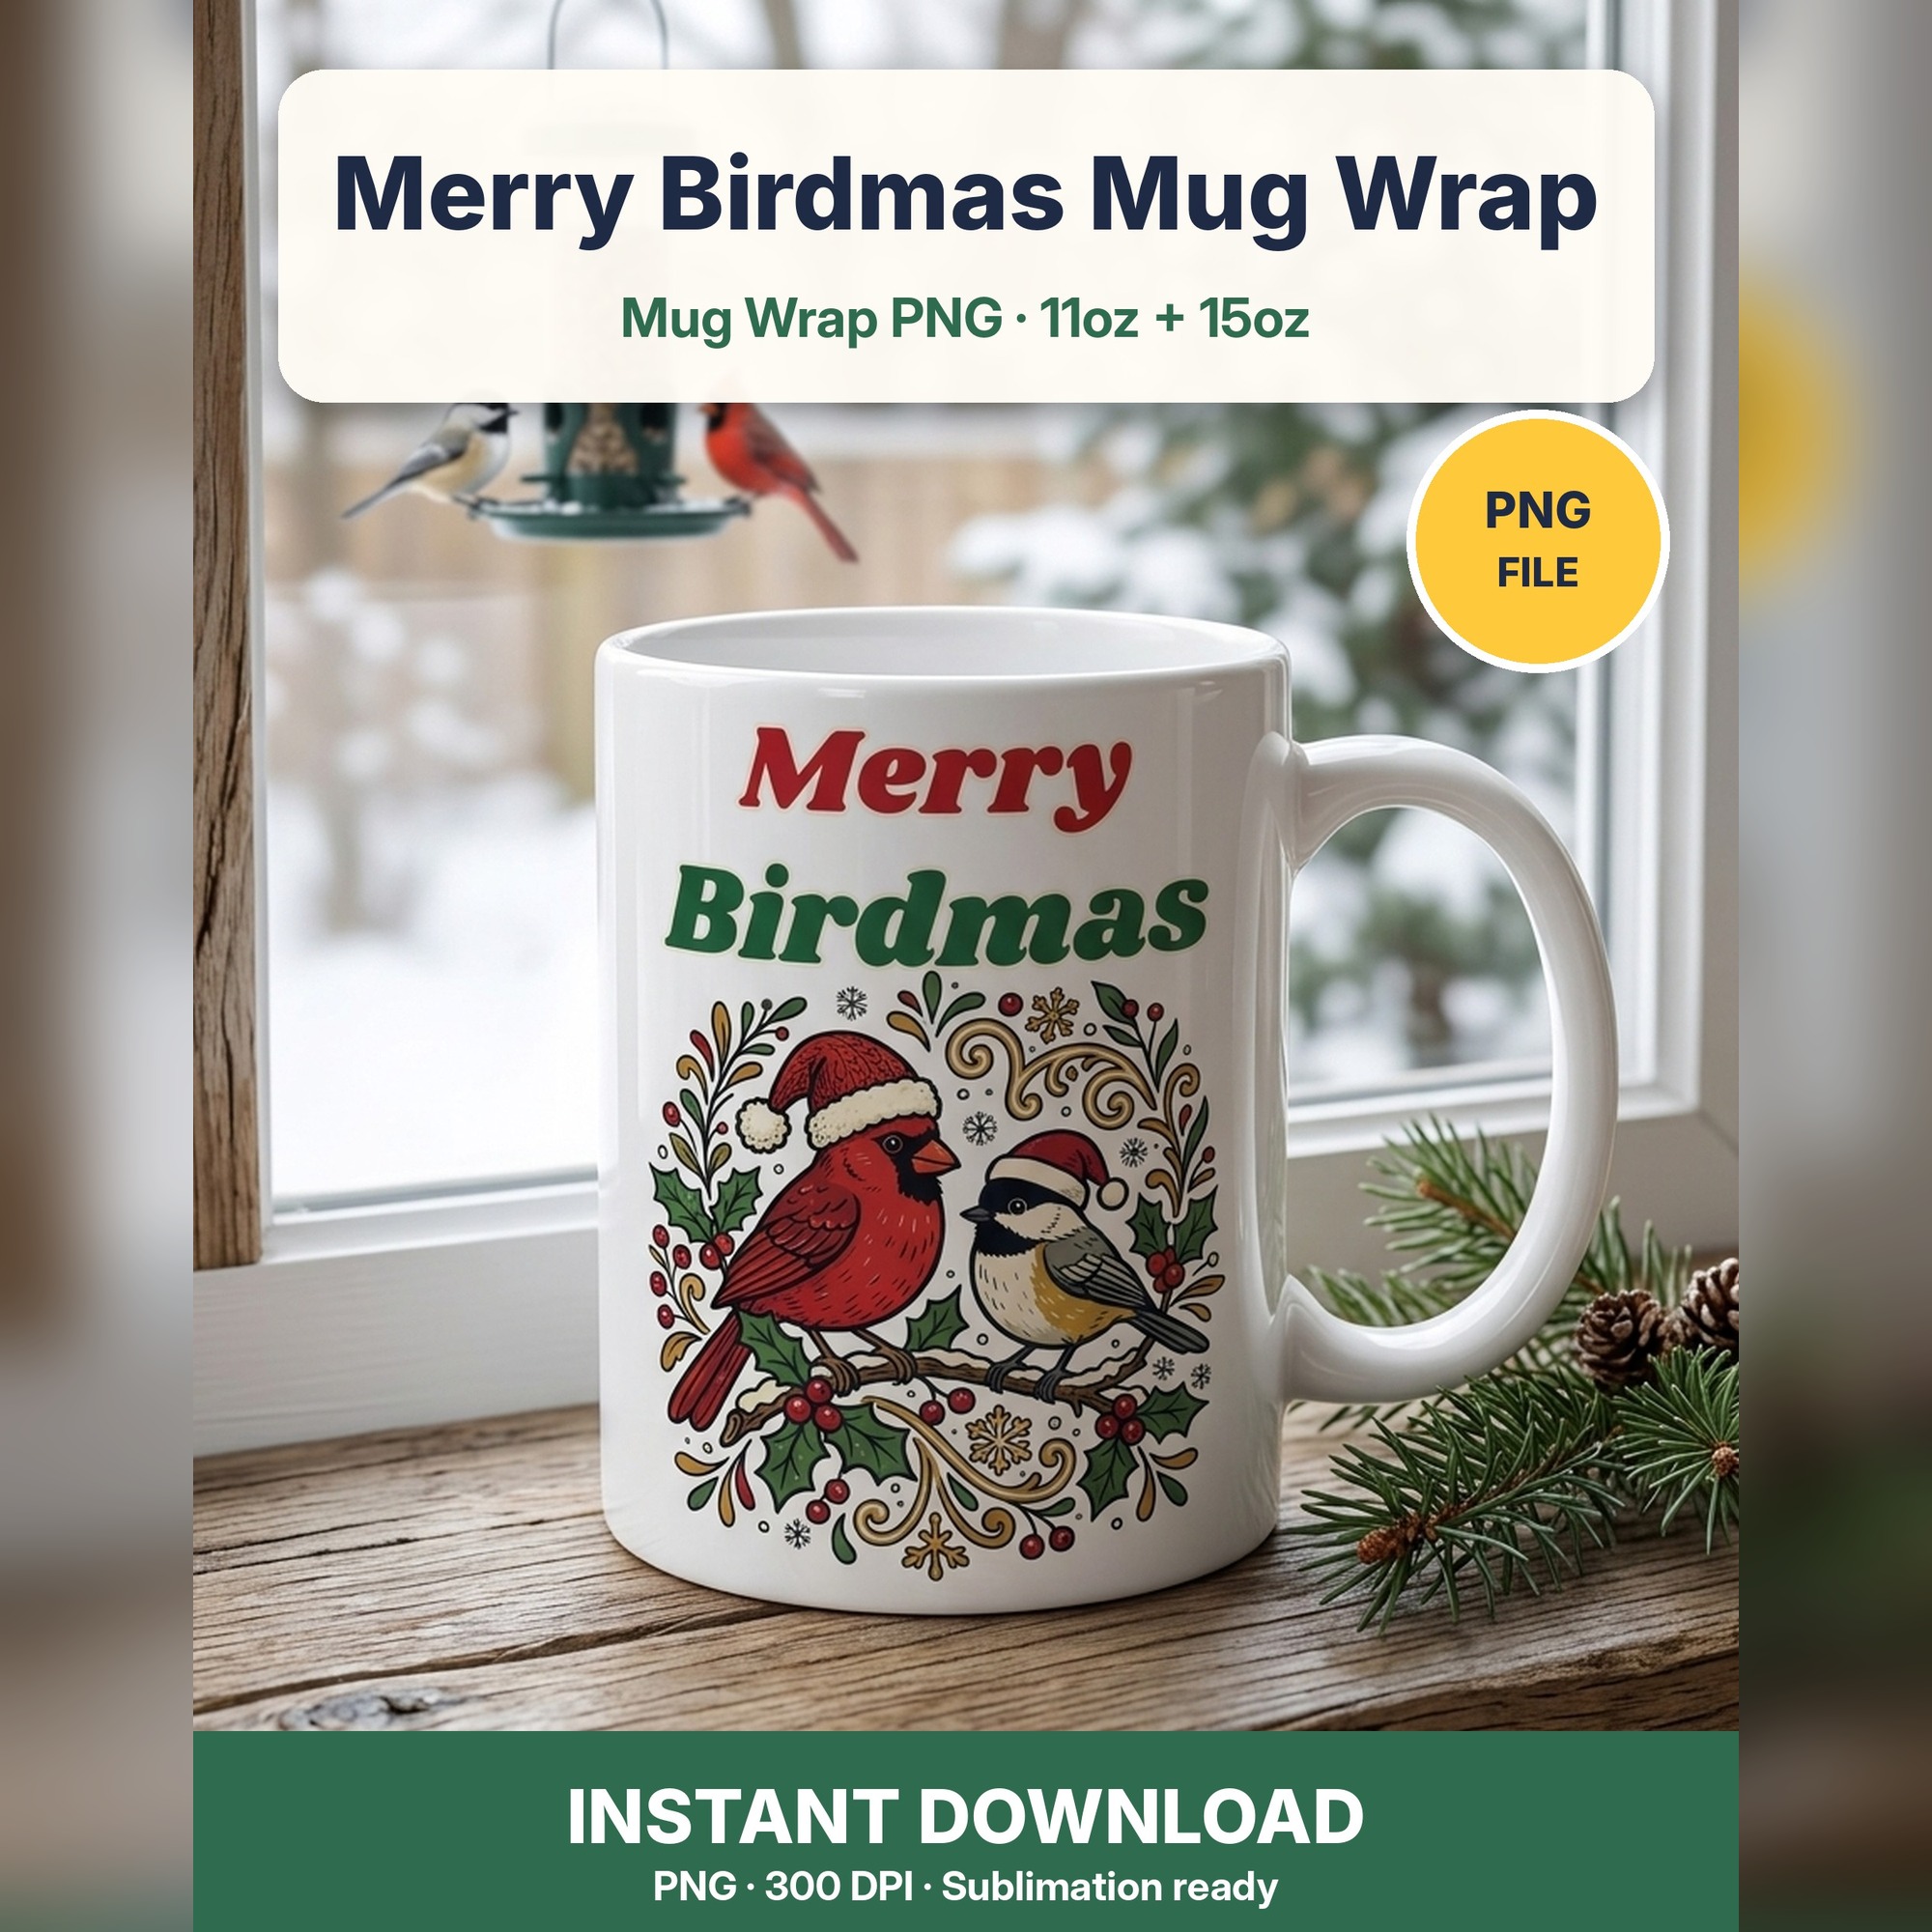 Merry Birdmas Mug Wrap
Mug Wrap PNG · 11oz + 15oz
PNG
FILE
Merry
Birdmas
INSTANT DOWNLOAD
PNG · 300 DPI · Sublimation ready